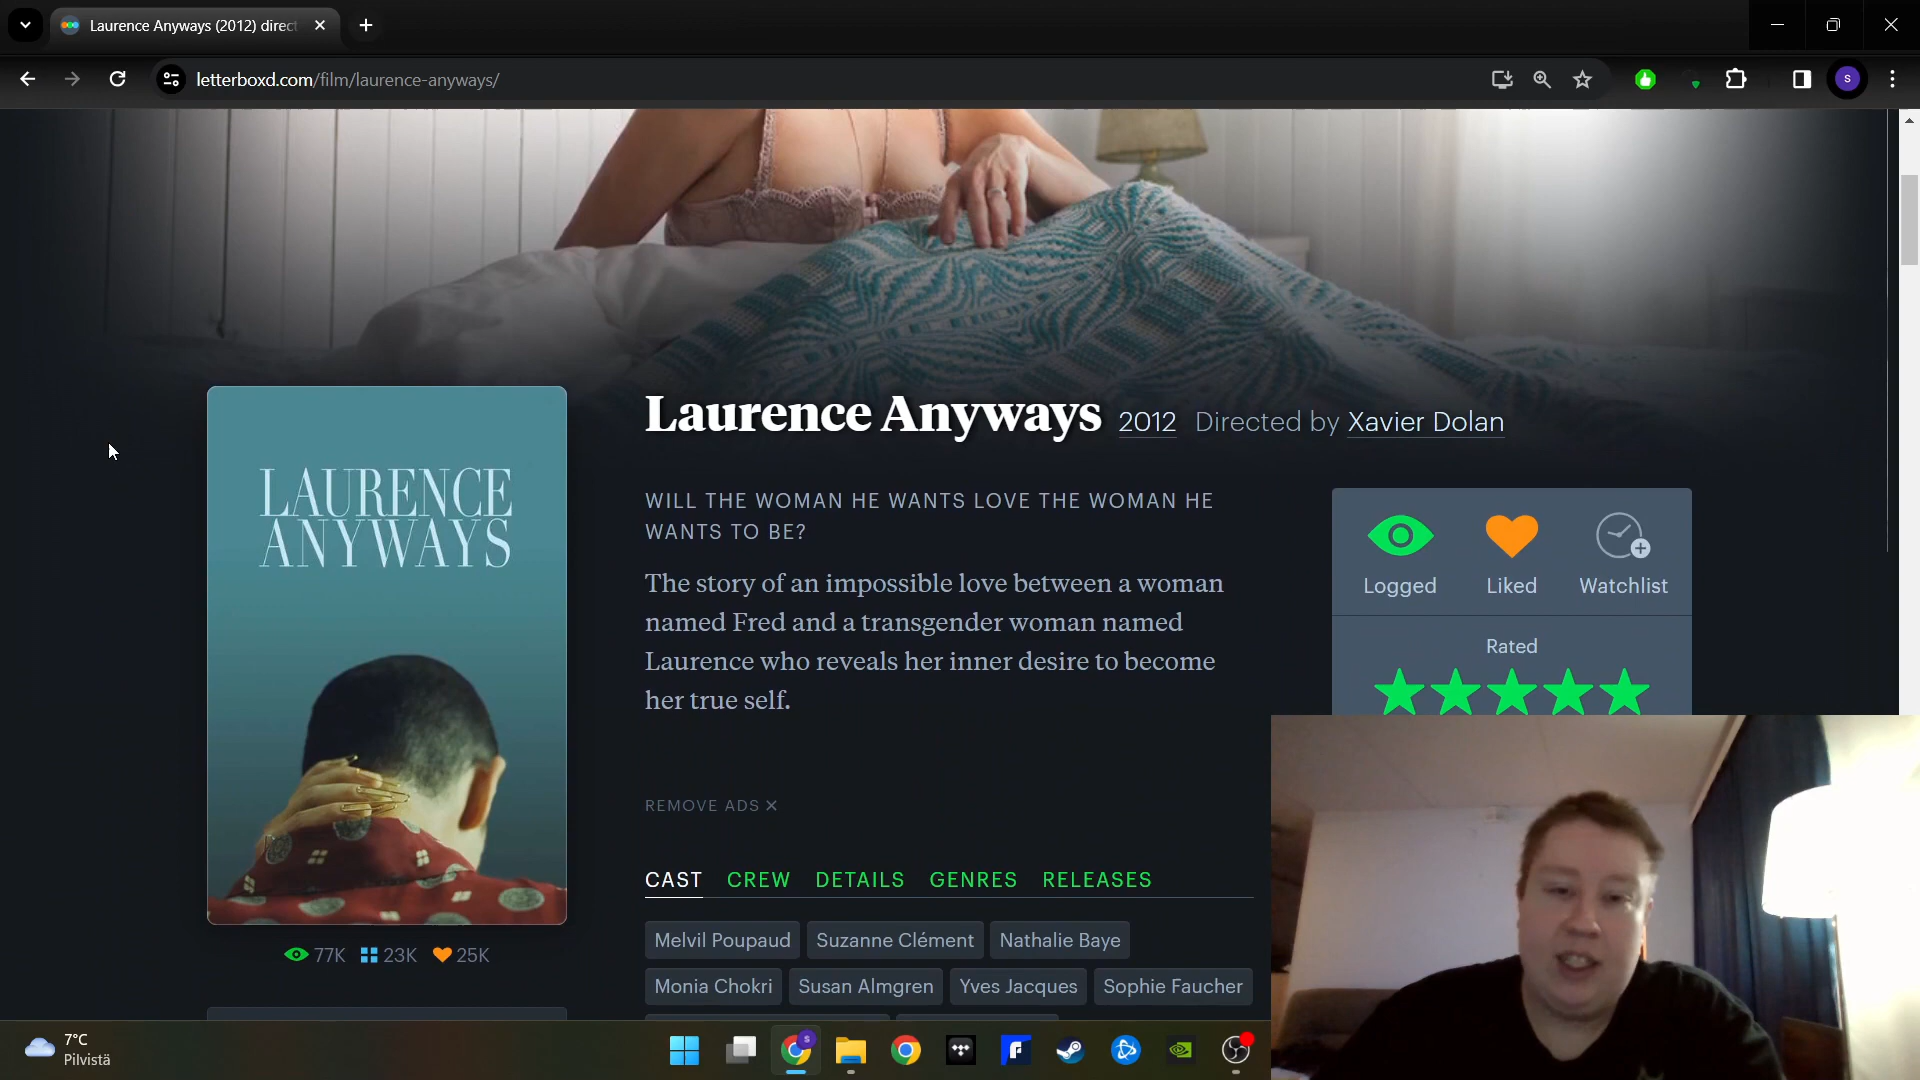 Laurence Anyways (2012) direc
letterboxd.com/film/laurence-anyways/
S
LAURENCE
ANYWAYS
77K 23K 25K
Laurence Anyways 2012 Directed by Xavier Dolan
WILL THE WOMAN HE WANTS LOVE THE WOMAN HE
WANTS TO BE?
The story of an impossible love between a woman
named Fred and a transgender woman named
Laurence who reveals her inner desire to become
her true self.
REMOVE ADS
CAST CREW DETAILS GENRES RELEASES
Melvil Poupaud Suzanne Clément Nathalie Baye
Monia Chokri Susan Almgren Yves Jacques Sophie Faucher
Logged Liked Watchlist
Rated
7°C
Pilvistä